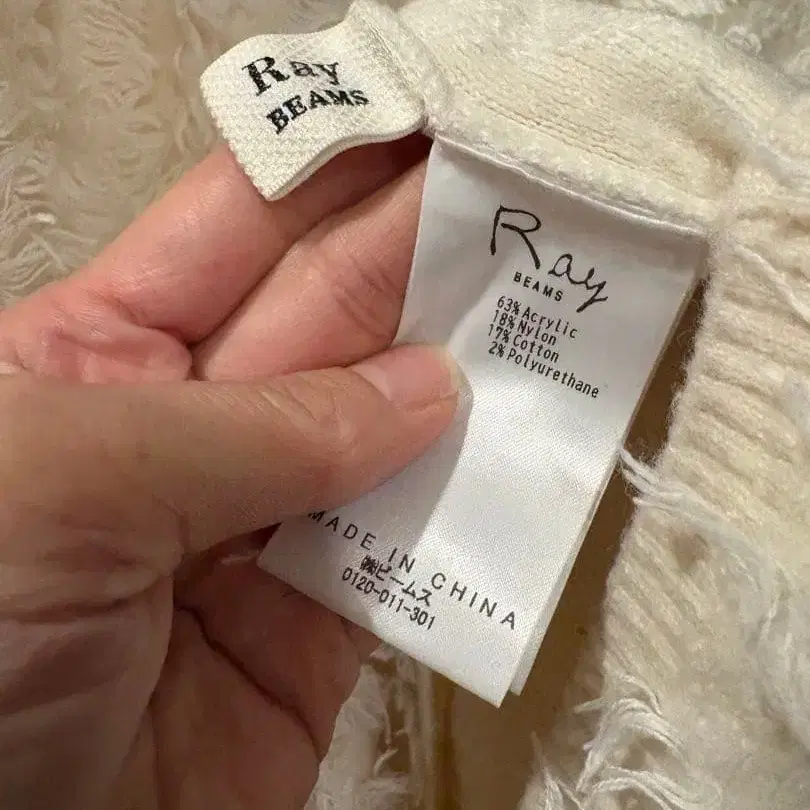 Ray
BEAMS
Ray
BEAMS
63% Acrylic
18% Nylon
17% Cotton
2% Polyurethane
MADE IN CHINA
㈱ビームス
0120-011-301